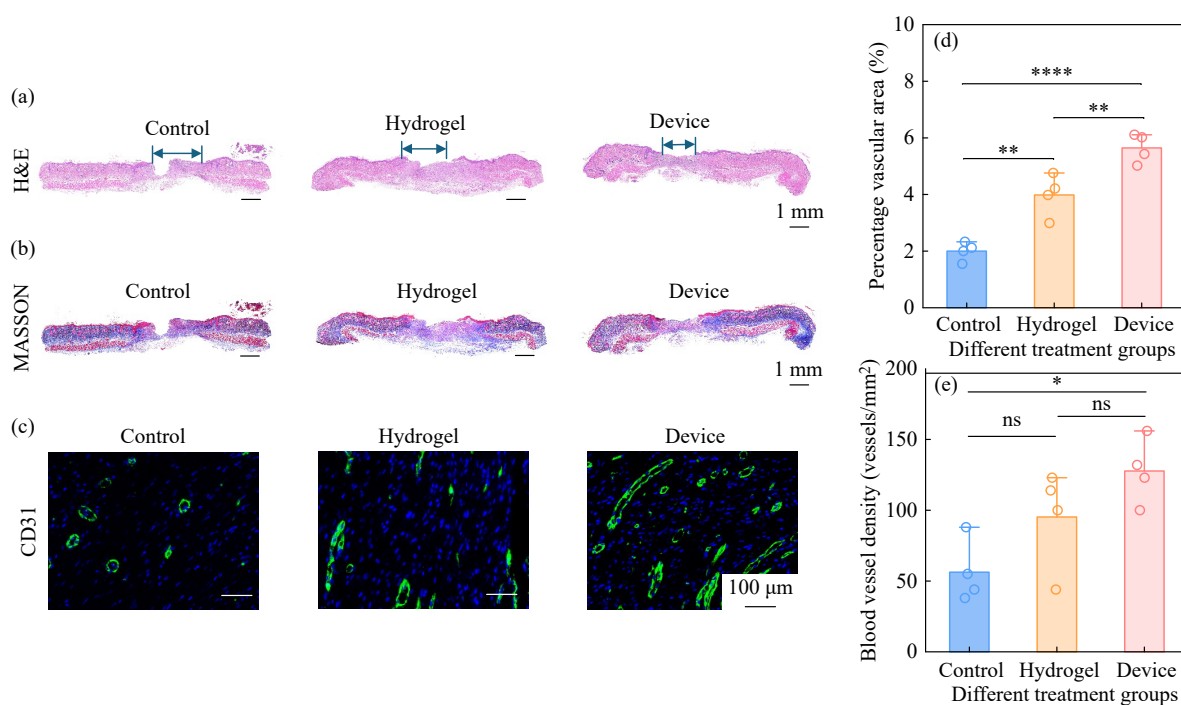 (a)
H&E
Control
Hydrogel
Device
1 mm
(b)
MASSON
Control
Hydrogel
Device
1 mm
(c)
CD31
Control
Hydrogel
Device
100 μm
(d)
Percentage vascular area (%)
10
8
6
4
2
0
****
**
**
Control Hydrogel Device
Different treatment groups
(e)
Blood vessel density (vessels/mm²)
200
150
100
50
0
*
ns
ns
Control Hydrogel Device
Different treatment groups